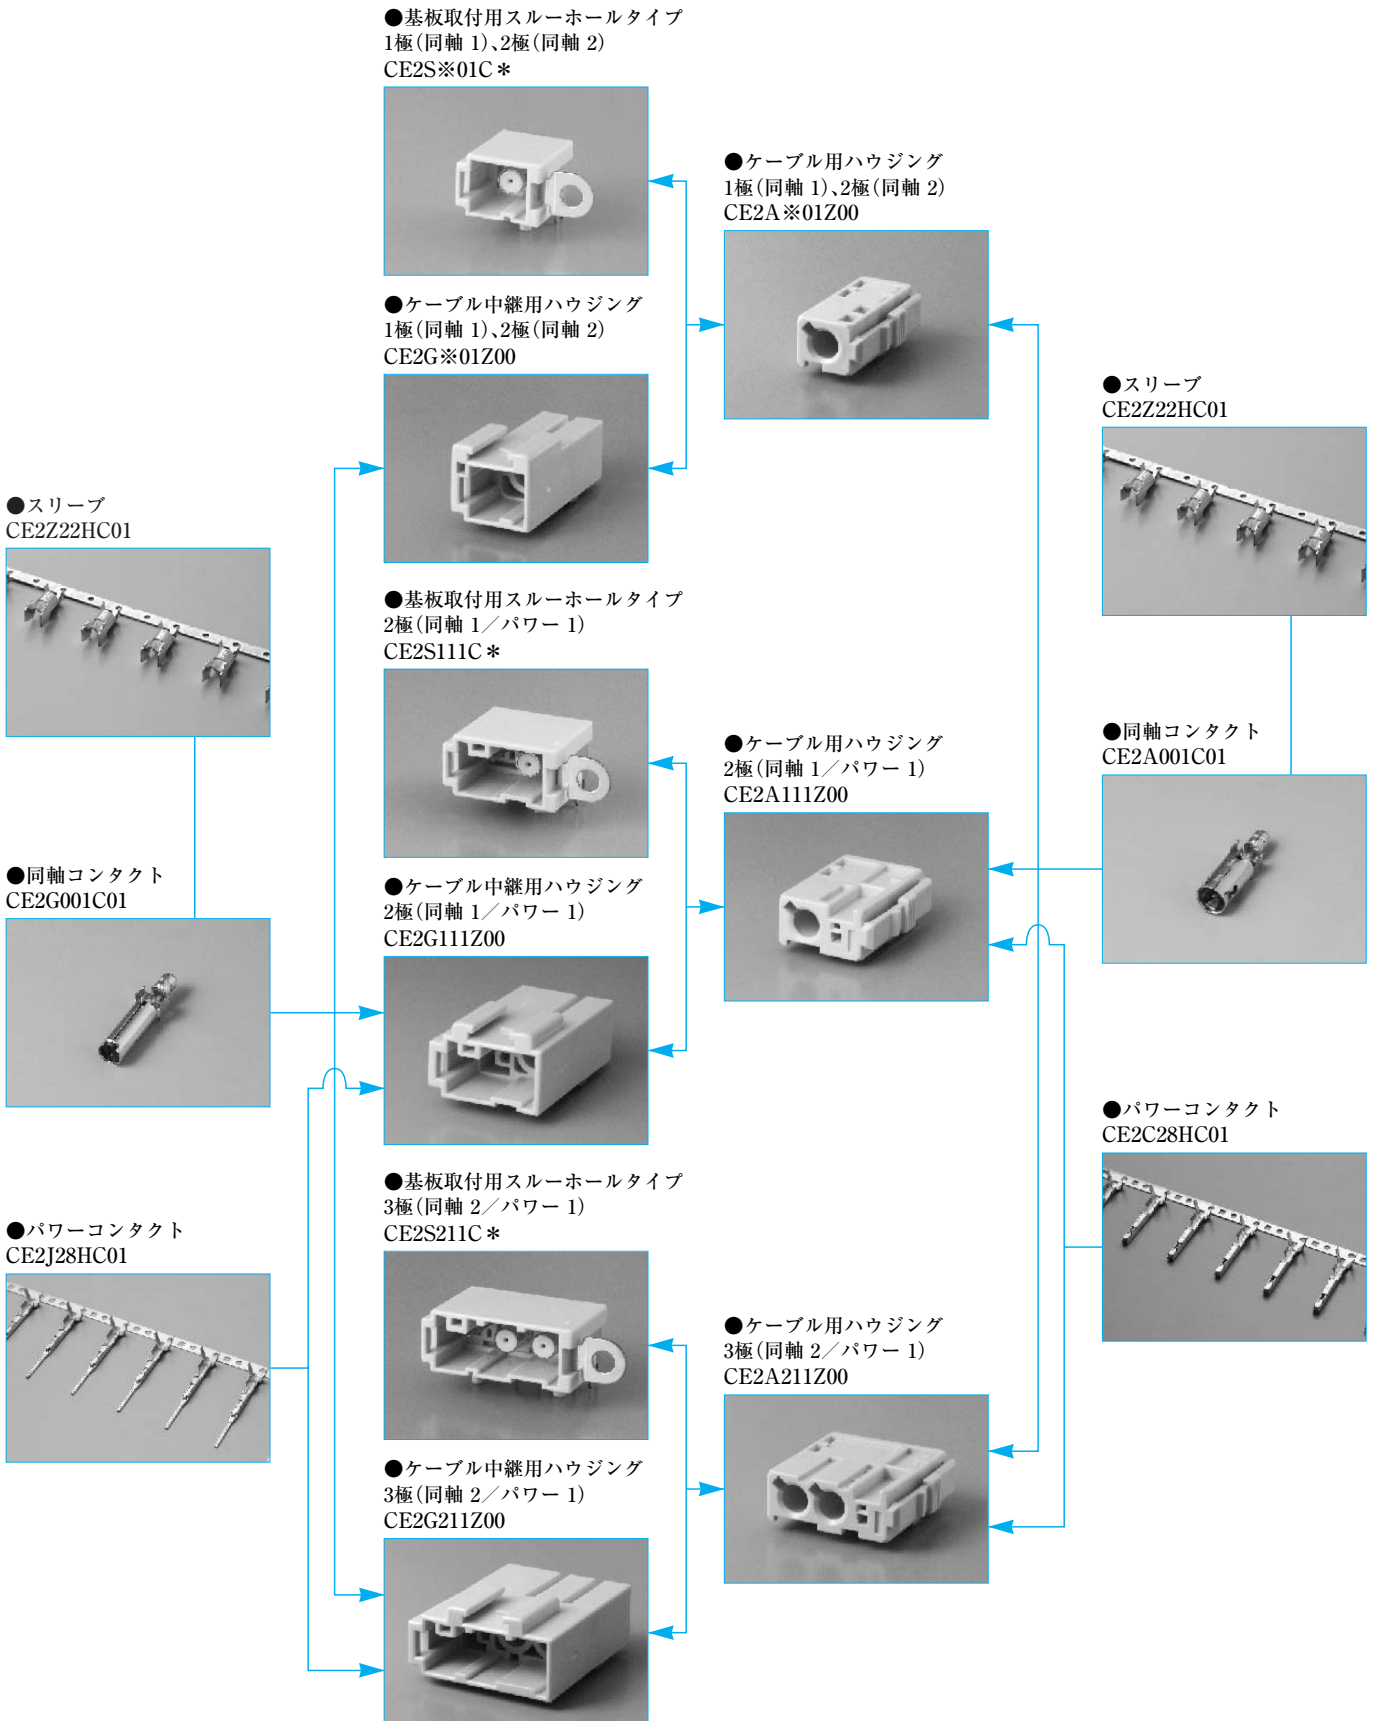 ●基板取付用スルーホールタイプ
1極(同軸 1)、2極(同軸 2)
CE2S※01C＊
●ケーブル用ハウジング
1極(同軸 1)、2極(同軸 2)
CE2A※01Z00
●ケーブル中継用ハウジング
1極(同軸 1)、2極(同軸 2)
CE2G※01Z00
●スリーブ
CE2Z22HC01
●スリーブ
CE2Z22HC01
●基板取付用スルーホールタイプ
2極(同軸 1／パワー 1)
CE2S111C＊
●同軸コンタクト
CE2A001C01
●ケーブル用ハウジング
2極(同軸 1／パワー 1)
CE2A111Z00
●同軸コンタクト
CE2G001C01
●ケーブル中継用ハウジング
2極(同軸 1／パワー 1)
CE2G111Z00
●パワーコンタクト
CE2C28HC01
●基板取付用スルーホールタイプ
3極(同軸 2／パワー 1)
CE2S211C＊
●パワーコンタクト
CE2J28HC01
●ケーブル用ハウジング
3極(同軸 2／パワー 1)
CE2A211Z00
●ケーブル中継用ハウジング
3極(同軸 2／パワー 1)
CE2G211Z00